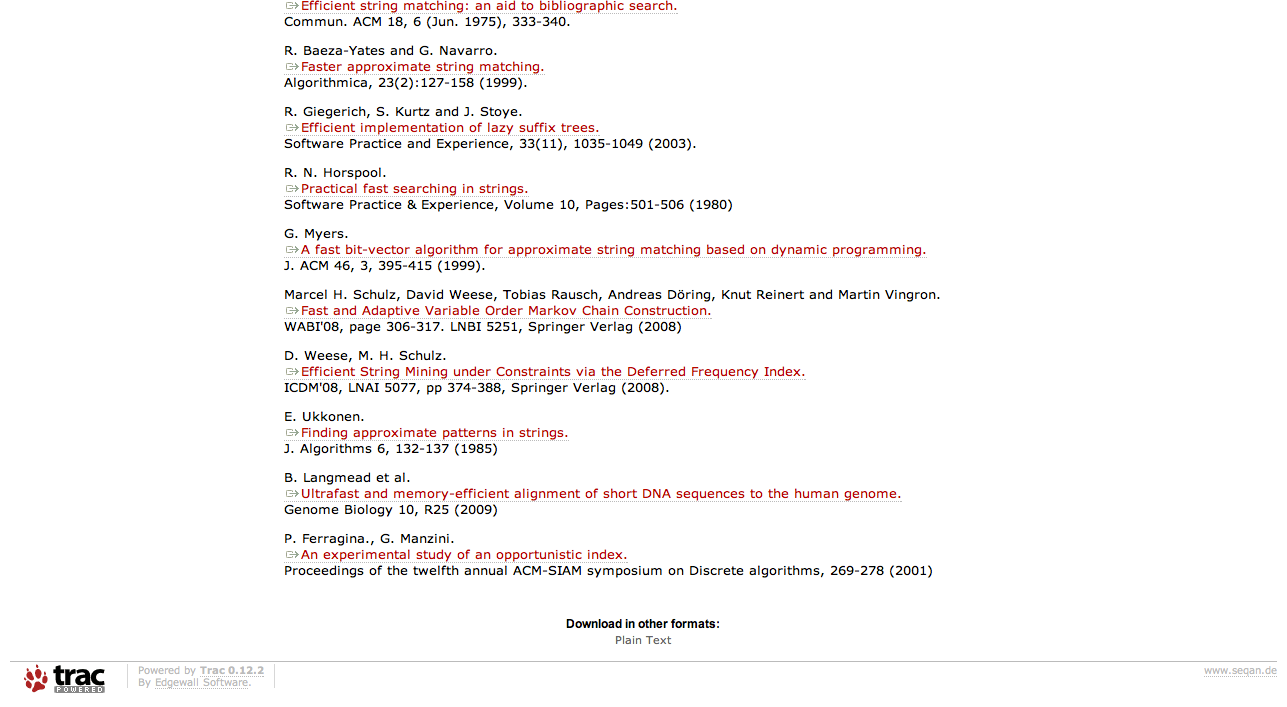 Efficient string matching: an aid to bibliographic search.
Commun. ACM 18, 6 (Jun. 1975), 333-340.
R. Baeza-Yates and G. Navarro.
Faster approximate string matching.
Algorithmica, 23(2):127-158 (1999).
R. Giegerich, S. Kurtz and J. Stoye.
Efficient implementation of lazy suffix trees.
Software Practice and Experience, 33(11), 1035-1049 (2003).
R. N. Horspool.
Practical fast searching in strings.
Software Practice & Experience, Volume 10, Pages:501-506 (1980)
G. Myers.
A fast bit-vector algorithm for approximate string matching based on dynamic programming.
J. ACM 46, 3, 395-415 (1999).
Marcel H. Schulz, David Weese, Tobias Rausch, Andreas Döring, Knut Reinert and Martin Vingron.
Fast and Adaptive Variable Order Markov Chain Construction.
WABI'08, page 306-317. LNBI 5251, Springer Verlag (2008)
D. Weese, M. H. Schulz.
Efficient String Mining under Constraints via the Deferred Frequency Index.
ICDM'08, LNAI 5077, pp 374-388, Springer Verlag (2008).
E. Ukkonen.
Finding approximate patterns in strings.
J. Algorithms 6, 132-137 (1985)
B. Langmead et al.
Ultrafast and memory-efficient alignment of short DNA sequences to the human genome.
Genome Biology 10, R25 (2009)
P. Ferragina., G. Manzini.
An experimental study of an opportunistic index.
Proceedings of the twelfth annual ACM-SIAM symposium on Discrete algorithms, 269-278 (2001)
Download in other formats:
Plain Text
trac
POWERED
Powered by Trac 0.12.2
By Edgewall Software.
www.seqan.de